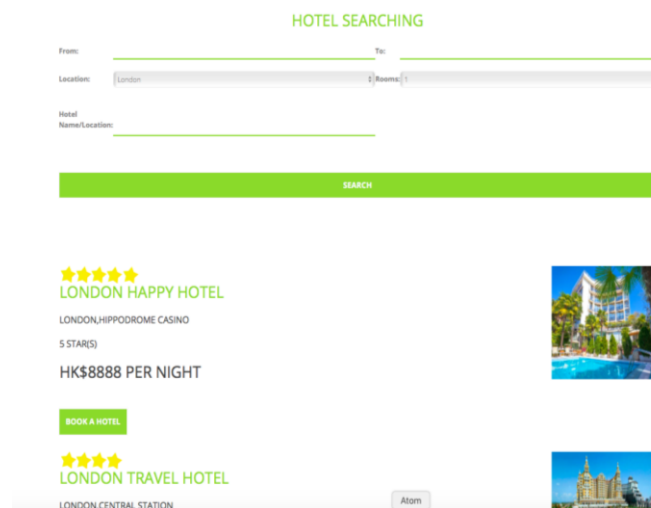 HOTEL SEARCHING
From: To:
Location: London Rooms: 1
Hotel
Name/Location:
SEARCH
LONDON HAPPY HOTEL
LONDON,HIPPODROME CASINO
5 STAR(S)
HK$8888 PER NIGHT
BOOK A HOTEL
LONDON TRAVEL HOTEL
LONDON,CENTRAL STATION
Atom